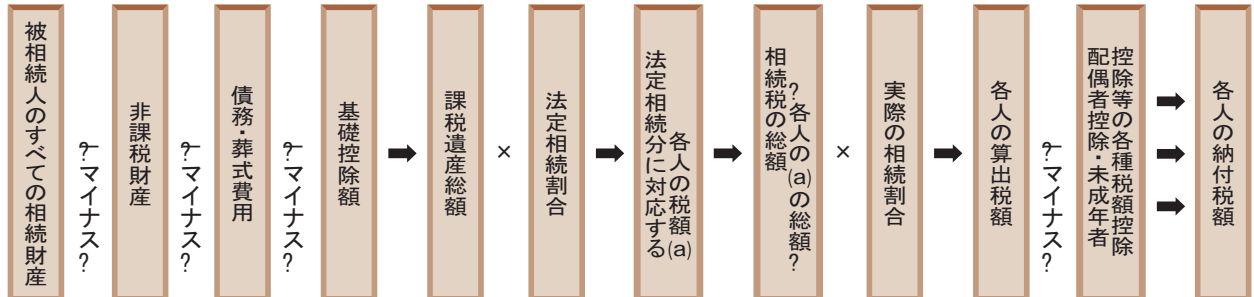 被相続人のすべての相続財産
?マイナス?
非課税財産
?マイナス?
債務・葬式費用
?マイナス?
基礎控除額
➡
課税遺産総額
×
法定相続割合
➡
法定相続分に対応する
各人の税額(a)
➡
相続税の総額
?各人の(a)の総額?
×
実際の相続割合
➡
各人の算出税額
?マイナス?
配偶者控除・未成年者
控除等の各種税額控除
➡
➡
➡
各人の納付税額